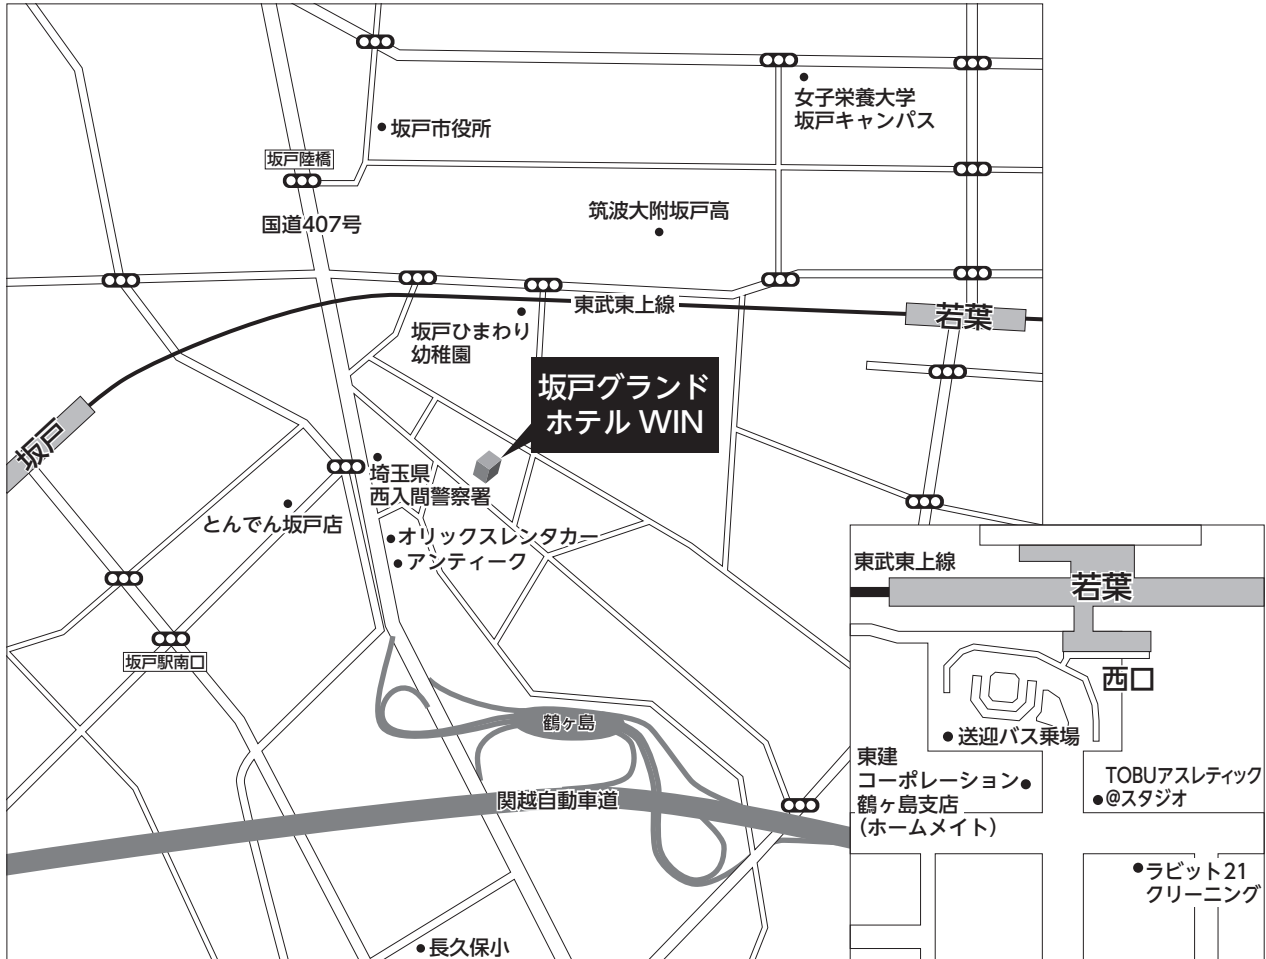 女子栄養大学
坂戸キャンパス
坂戸市役所
坂戸陸橋
筑波大附坂戸高
国道407号
東武東上線
若葉
坂戸ひまわり
幼稚園
坂戸グランド
ホテル WIN
坂戸
埼玉県
西入間警察署
とんでん坂戸店
オリックスレンタカー
アンティーク
坂戸駅南口
鶴ヶ島
関越自動車道
長久保小
東武東上線
若葉
西口
送迎バス乗場
東建
コーポレーション
鶴ヶ島支店
（ホームメイト）
TOBUアスレティック
@スタジオ
ラビット21
クリーニング